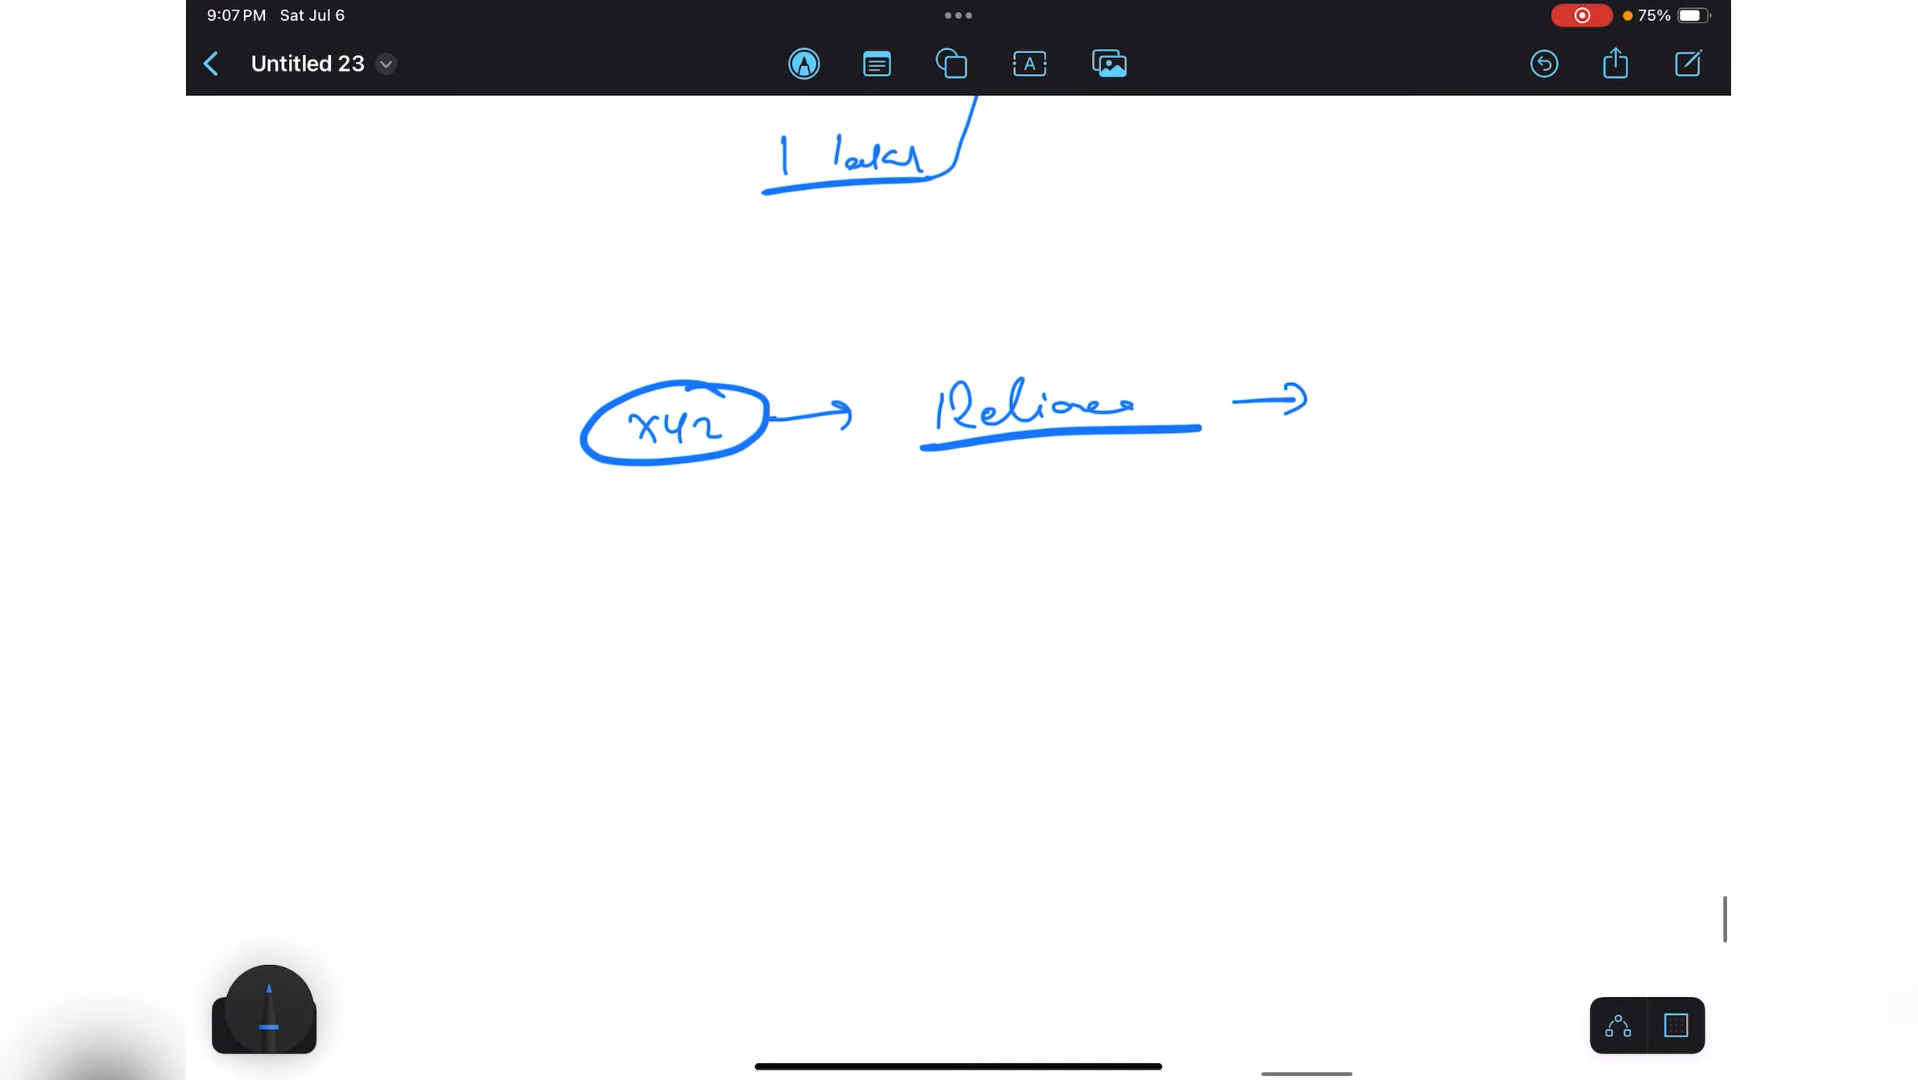 9:07 PM Sat Jul 6
75%
Untitled 23
A
1 lakh
xyz → Reliance →